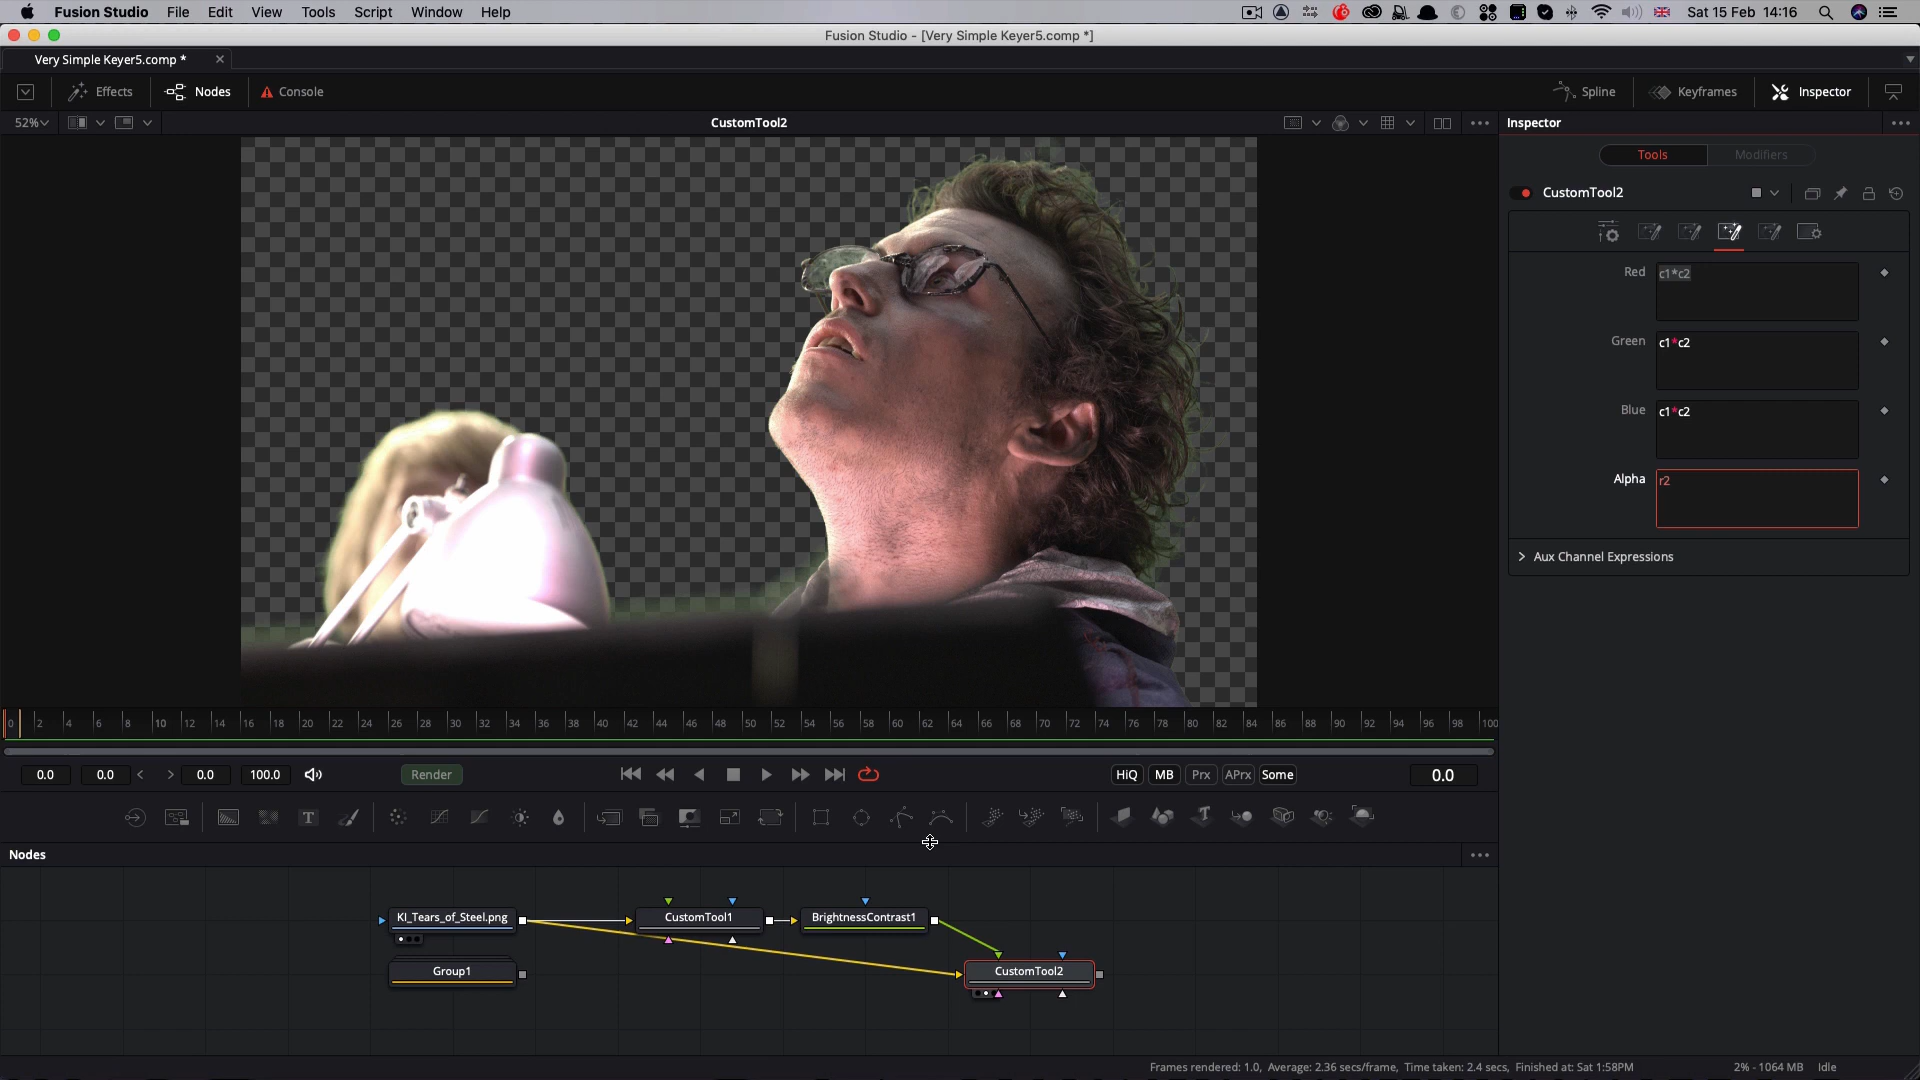 Fusion Studio File Edit View Tools Script Window Help Sat 15 Feb 14:16
Fusion Studio - [Very Simple Keyer5.comp *]
Very Simple Keyer5.comp *
Effects Nodes Console Spline Keyframes Inspector
52% CustomTool2 Inspector
Tools Modifiers
CustomTool2
Red c1*c2
Green c1*c2
Blue c1*c2
Alpha r2
Aux Channel Expressions
0 2 4 6 8 10 12 14 16 18 20 22 24 26 28 30 32 34 36 38 40 42 44 46 48 50 52 54 56 58 60 62 64 66 68 70 72 74 76 78 80 82 84 86 88 90 92 94 96 98 100
0.0 0.0 0.0 100.0 Render HiQ MB Prx APrx Some 0.0
Nodes
KI_Tears_of_Steel.png CustomTool1 BrightnessContrast1
Group1 CustomTool2
Frames rendered: 1.0, Average: 2.36 secs/frame, Time taken: 2.4 secs, Finished at: Sat 1:58PM 2% - 1064 MB Idle